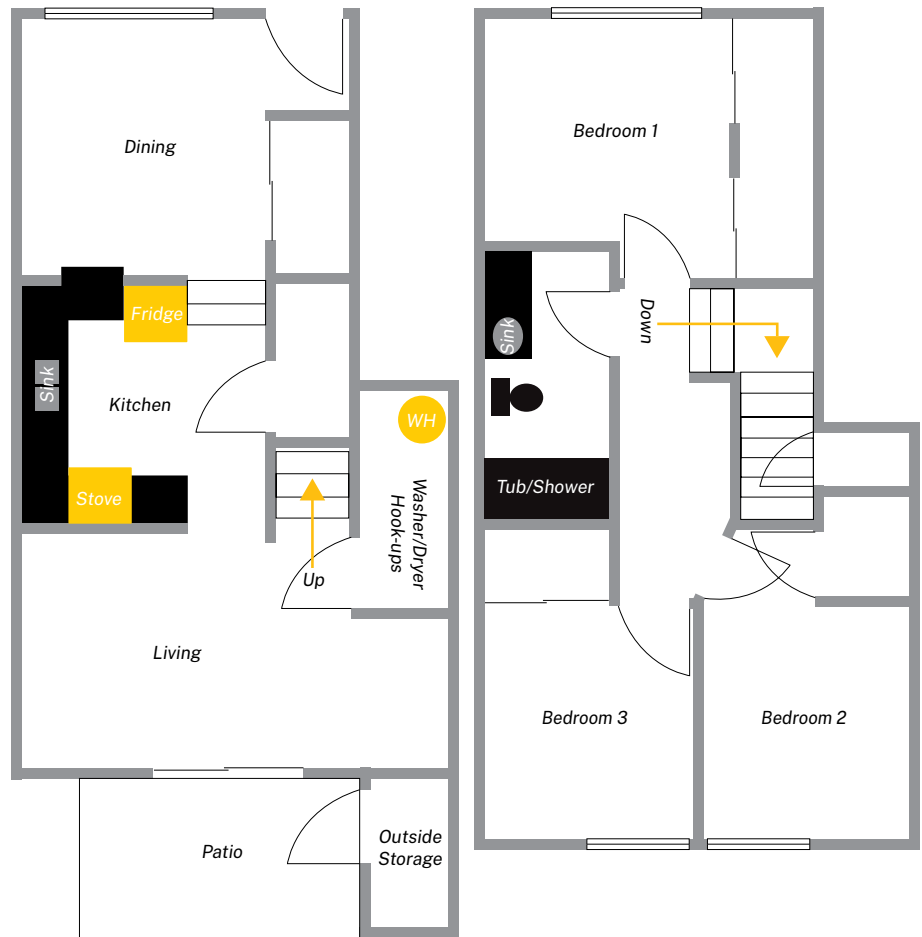 Dining
Fridge
Sink
Kitchen
Stove
WH
Washer/Dryer
Hook-ups
Up
Living
Patio
Outside
Storage
Bedroom 1
Sink
Down
Tub/Shower
Bedroom 3
Bedroom 2